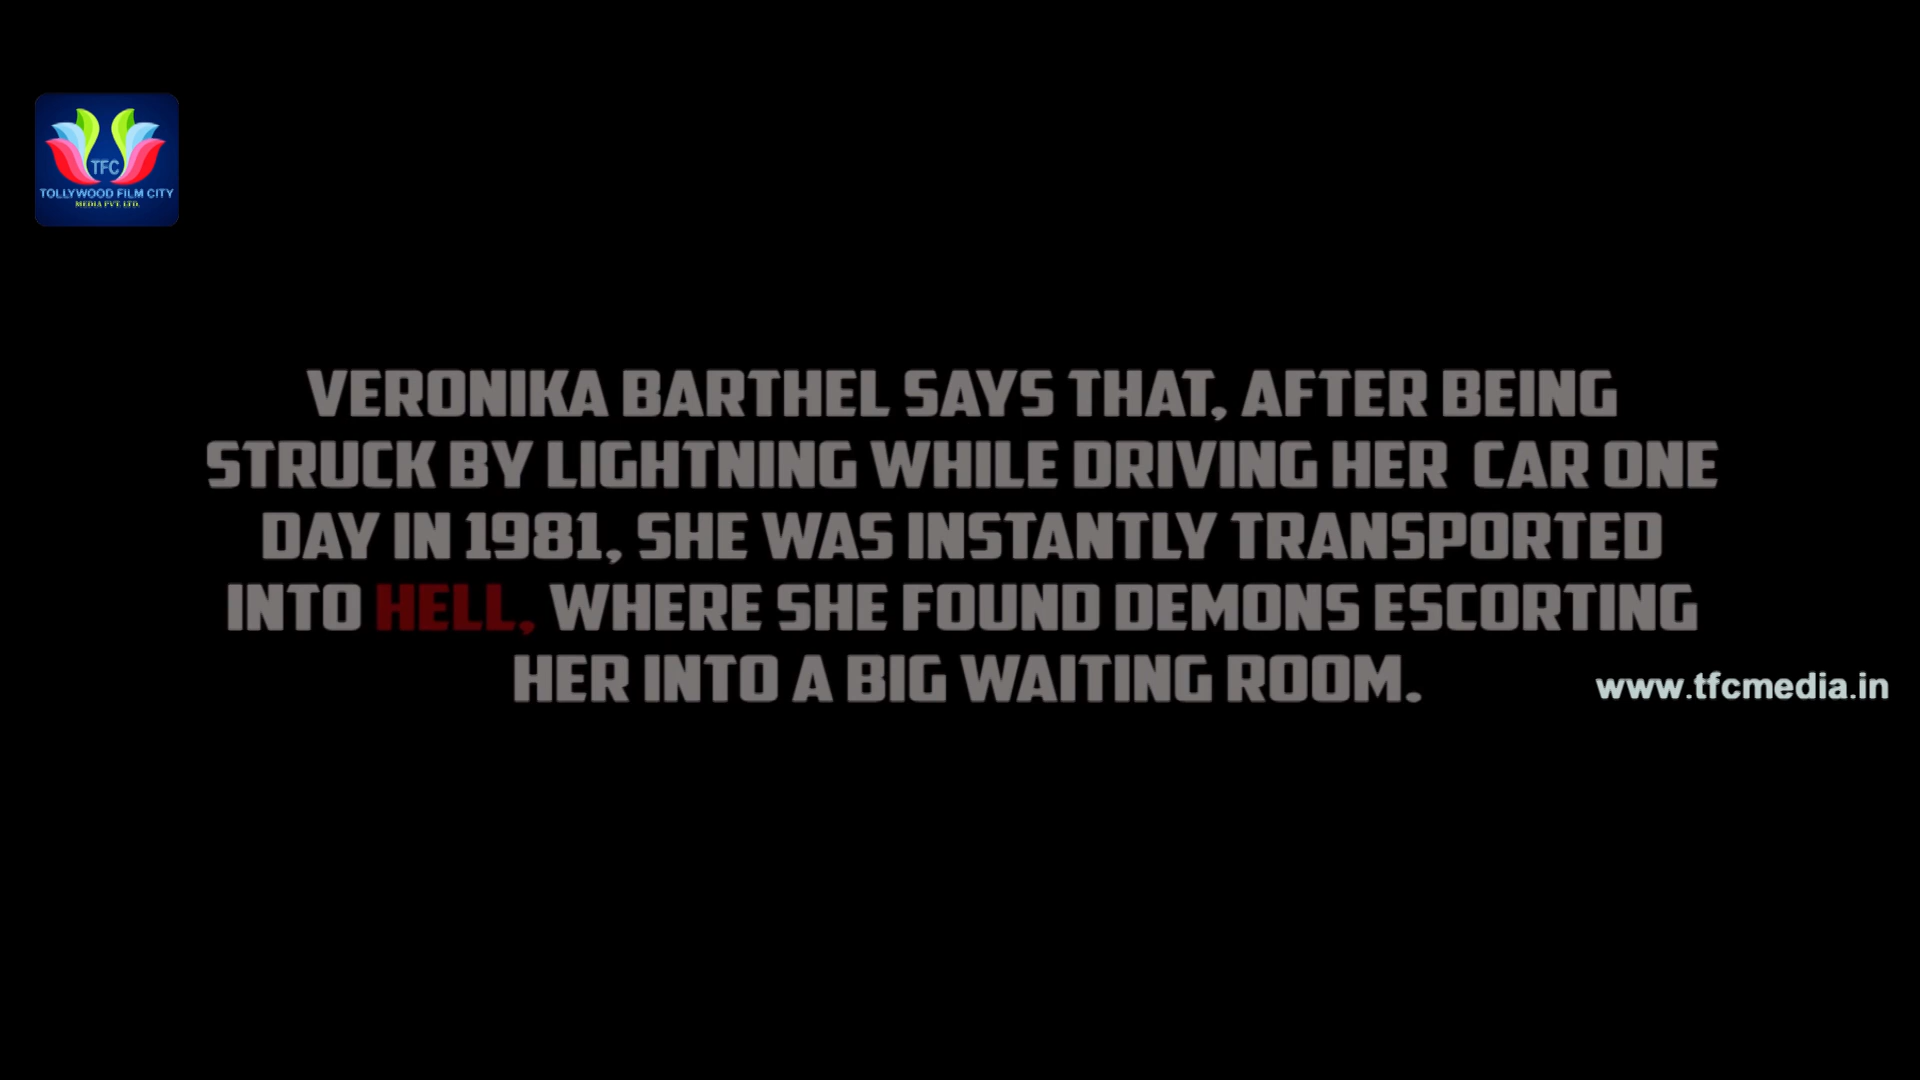 TFC
TOLLYWOOD FILM CITY
MEDIA PVT. LTD.
VERONIKA BARTHEL SAYS THAT, AFTER BEING
STRUCK BY LIGHTNING WHILE DRIVING HER CAR ONE
DAY IN 1981, SHE WAS INSTANTLY TRANSPORTED
INTO HELL, WHERE SHE FOUND DEMONS ESCORTING
HER INTO A BIG WAITING ROOM.
www.tfcmedia.in